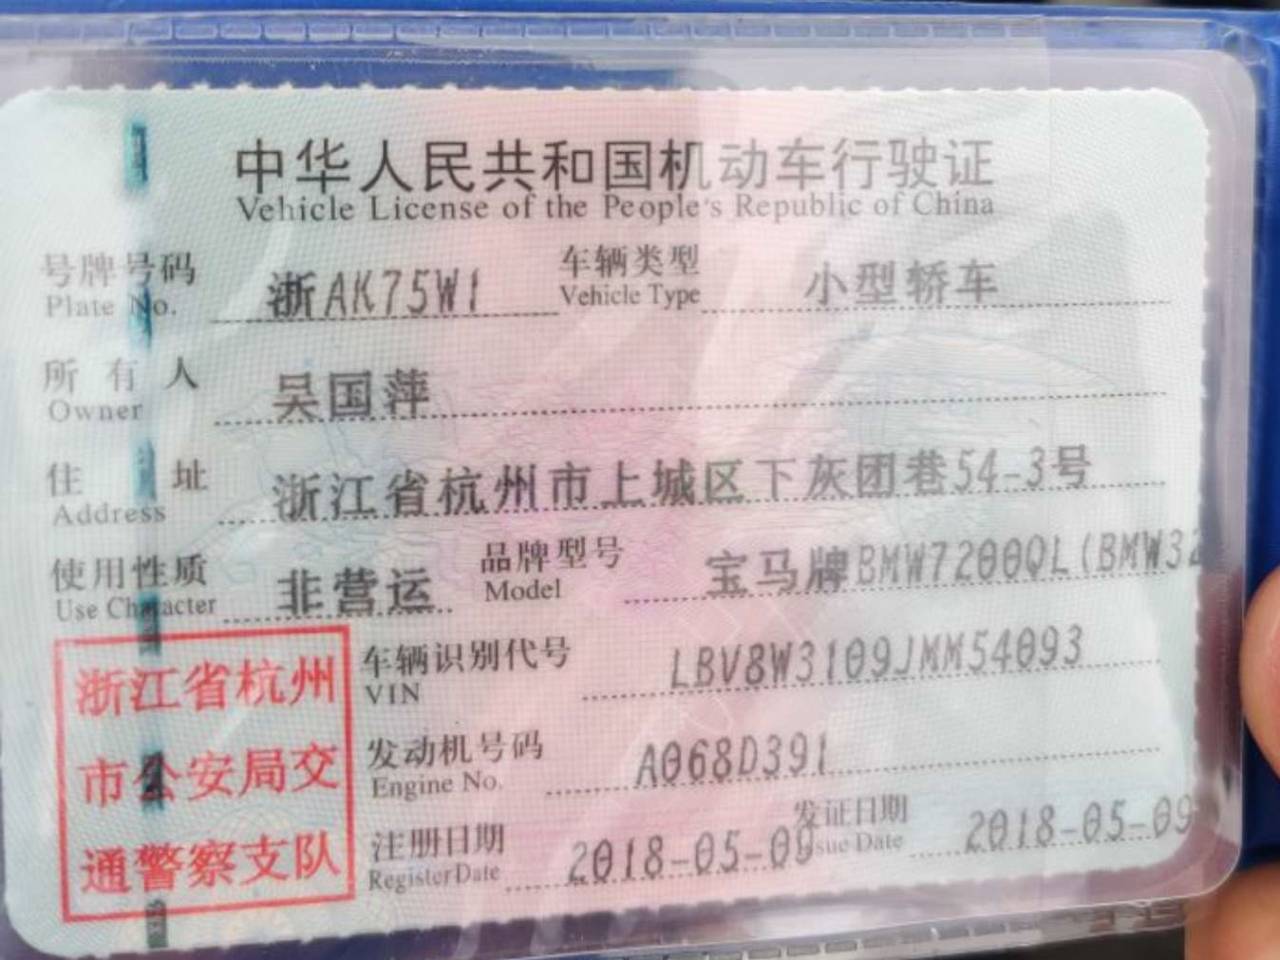 中华人民共和国机动车行驶证
Vehicle License of the People's Republic of China
号牌号码 浙AK75W1 车辆类型 小型轿车
Plate No. Vehicle Type
所有人 吴国萍
Owner
住址 浙江省杭州市上城区下灰团巷54-3号
Address
使用性质 非营运 品牌型号 宝马牌BMW7200QL(BMW32
Use Character Model
浙江省杭州
市公安局交
通警察支队
车辆识别代号 LBV8W3109JMM54093
VIN
发动机号码 A068D391
Engine No.
注册日期 2018-05-09 发证日期 2018-05-09
Register Date Issue Date